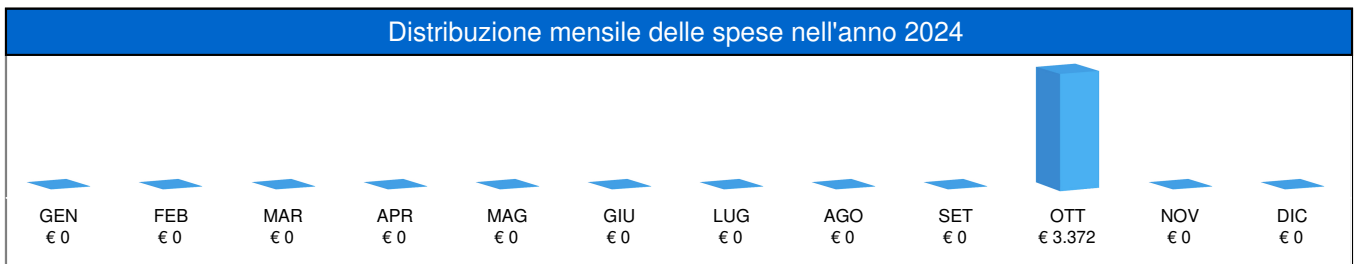 Distribuzione mensile delle spese nell'anno 2024
GEN FEB MAR APR MAG GIU LUG AGO SET OTT NOV DIC
€ 0 € 0 € 0 € 0 € 0 € 0 € 0 € 0 € 0 € 3.372 € 0 € 0